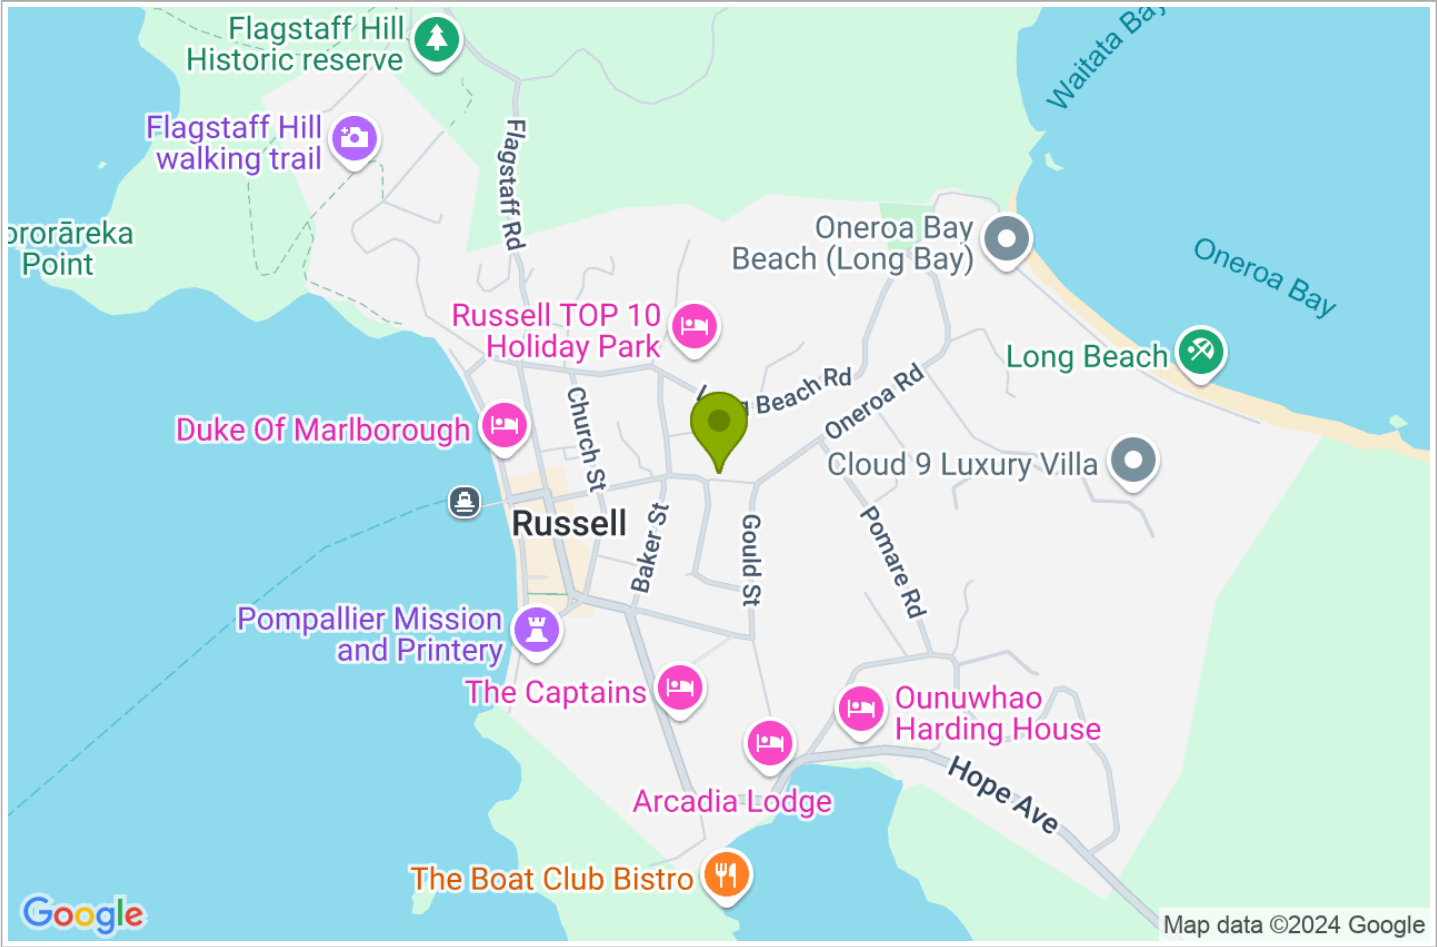 Flagstaff Hill
Historic reserve
Waitata Bay
Flagstaff Hill
walking trail
Flagstaff Rd
ororāreka
Point
Oneroa Bay
Beach (Long Bay)
Oneroa Bay
Russell TOP 10
Holiday Park
Long Beach
Beach Rd
Oneroa Rd
Church St
Duke Of Marlborough
Cloud 9 Luxury Villa
Russell
Baker St
Gould St
Pomare Rd
Pompallier Mission
and Printery
The Captains
Ounuwhao
Harding House
Arcadia Lodge
Hope Ave
The Boat Club Bistro
Google
Map data ©2024 Google